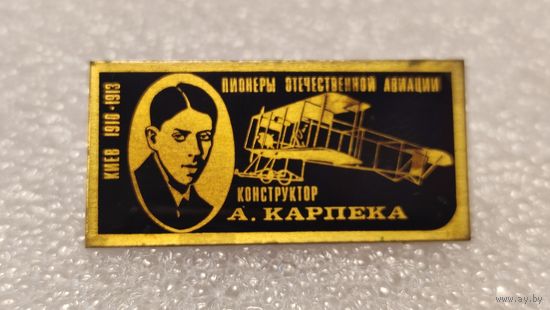 ПИОНЕРЫ ОТЕЧЕСТВЕННОЙ АВИАЦИИ
КИЕВ 1910-1913
КОНСТРУКТОР
А. КАРПЕКА
www.ay.by